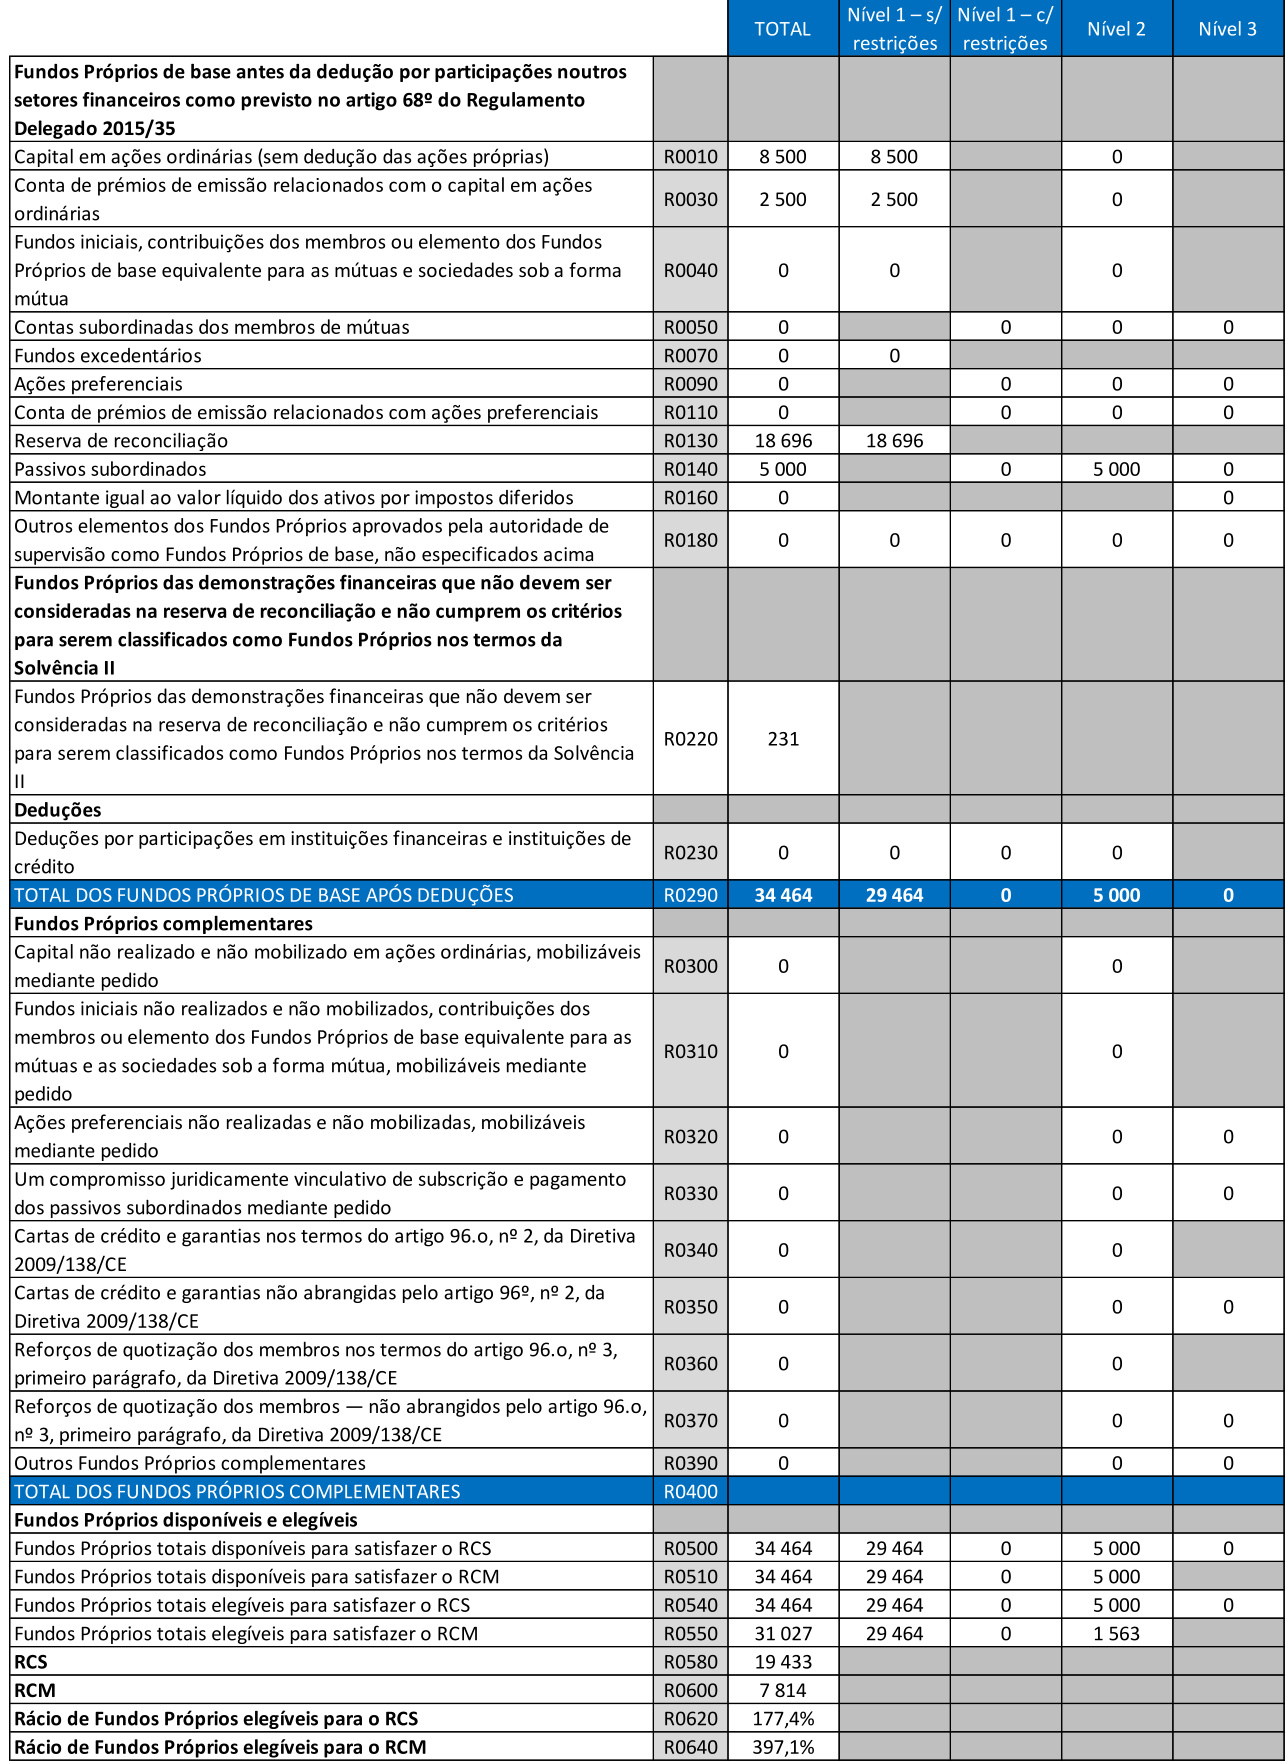 TOTAL Nível 1 – s/ restrições Nível 1 – c/ restrições Nível 2 Nível 3
Fundos Próprios de base antes da dedução por participações noutros
setores financeiros como previsto no artigo 68º do Regulamento
Delegado 2015/35
Capital em ações ordinárias (sem dedução das ações próprias) R0010 8 500 8 500 0
Conta de prémios de emissão relacionados com o capital em ações
ordinárias R0030 2 500 2 500 0
Fundos iniciais, contribuições dos membros ou elemento dos Fundos
Próprios de base equivalente para as mútuas e sociedades sob a forma
mútua R0040 0 0 0
Contas subordinadas dos membros de mútuas R0050 0 0 0 0
Fundos excedentários R0070 0 0
Ações preferenciais R0090 0 0 0 0
Conta de prémios de emissão relacionados com ações preferenciais R0110 0 0 0 0
Reserva de reconciliação R0130 18 696 18 696
Passivos subordinados R0140 5 000 0 5 000 0
Montante igual ao valor líquido dos ativos por impostos diferidos R0160 0 0
Outros elementos dos Fundos Próprios aprovados pela autoridade de
supervisão como Fundos Próprios de base, não especificados acima R0180 0 0 0 0 0
Fundos Próprios das demonstrações financeiras que não devem ser
consideradas na reserva de reconciliação e não cumprem os critérios
para serem classificados como Fundos Próprios nos termos da
Solvência II
Fundos Próprios das demonstrações financeiras que não devem ser
consideradas na reserva de reconciliação e não cumprem os critérios
para serem classificados como Fundos Próprios nos termos da Solvência
II R0220 231
Deduções
Deduções por participações em instituições financeiras e instituições de
crédito R0230 0 0 0 0
TOTAL DOS FUNDOS PRÓPRIOS DE BASE APÓS DEDUÇÕES R0290 34 464 29 464 0 5 000 0
Fundos Próprios complementares
Capital não realizado e não mobilizado em ações ordinárias, mobilizáveis
mediante pedido R0300 0 0
Fundos iniciais não realizados e não mobilizados, contribuições dos
membros ou elemento dos Fundos Próprios de base equivalente para as
mútuas e as sociedades sob a forma mútua, mobilizáveis mediante
pedido R0310 0 0
Ações preferenciais não realizadas e não mobilizadas, mobilizáveis
mediante pedido R0320 0 0 0
Um compromisso juridicamente vinculativo de subscrição e pagamento
dos passivos subordinados mediante pedido R0330 0 0 0
Cartas de crédito e garantias nos termos do artigo 96.o, nº 2, da Diretiva
2009/138/CE R0340 0 0
Cartas de crédito e garantias não abrangidas pelo artigo 96º, nº 2, da
Diretiva 2009/138/CE R0350 0 0 0
Reforços de quotização dos membros nos termos do artigo 96.o, nº 3,
primeiro parágrafo, da Diretiva 2009/138/CE R0360 0 0
Reforços de quotização dos membros — não abrangidos pelo artigo 96.o,
nº 3, primeiro parágrafo, da Diretiva 2009/138/CE R0370 0 0 0
Outros Fundos Próprios complementares R0390 0 0 0
TOTAL DOS FUNDOS PRÓPRIOS COMPLEMENTARES R0400
Fundos Próprios disponíveis e elegíveis
Fundos Próprios totais disponíveis para satisfazer o RCS R0500 34 464 29 464 0 5 000 0
Fundos Próprios totais disponíveis para satisfazer o RCM R0510 34 464 29 464 0 5 000
Fundos Próprios totais elegíveis para satisfazer o RCS R0540 34 464 29 464 0 5 000 0
Fundos Próprios totais elegíveis para satisfazer o RCM R0550 31 027 29 464 0 1 563
RCS R0580 19 433
RCM R0600 7 814
Rácio de Fundos Próprios elegíveis para o RCS R0620 177,4%
Rácio de Fundos Próprios elegíveis para o RCM R0640 397,1%